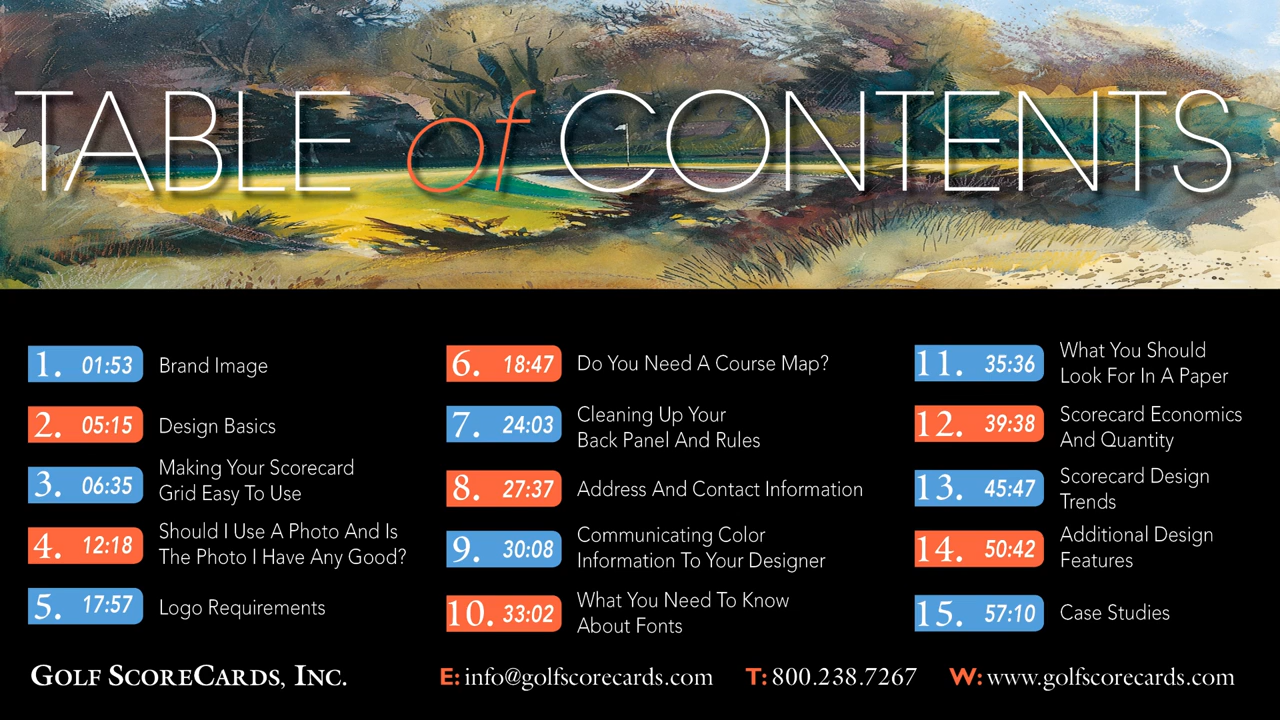 TABLE of CONTENTS
1. 01:53 Brand Image
2. 05:15 Design Basics
3. 06:35 Making Your Scorecard
Grid Easy To Use
4. 12:18 Should I Use A Photo And Is
The Photo I Have Any Good?
5. 17:57 Logo Requirements
6. 18:47 Do You Need A Course Map?
7. 24:03 Cleaning Up Your
Back Panel And Rules
8. 27:37 Address And Contact Information
9. 30:08 Communicating Color
Information To Your Designer
10. 33:02 What You Need To Know
About Fonts
11. 35:36 What You Should
Look For In A Paper
12. 39:38 Scorecard Economics
And Quantity
13. 45:47 Scorecard Design
Trends
14. 50:42 Additional Design
Features
15. 57:10 Case Studies
GOLF SCORECARDS, INC. E: info@golfscorecards.com T: 800.238.7267 W: www.golfscorecards.com